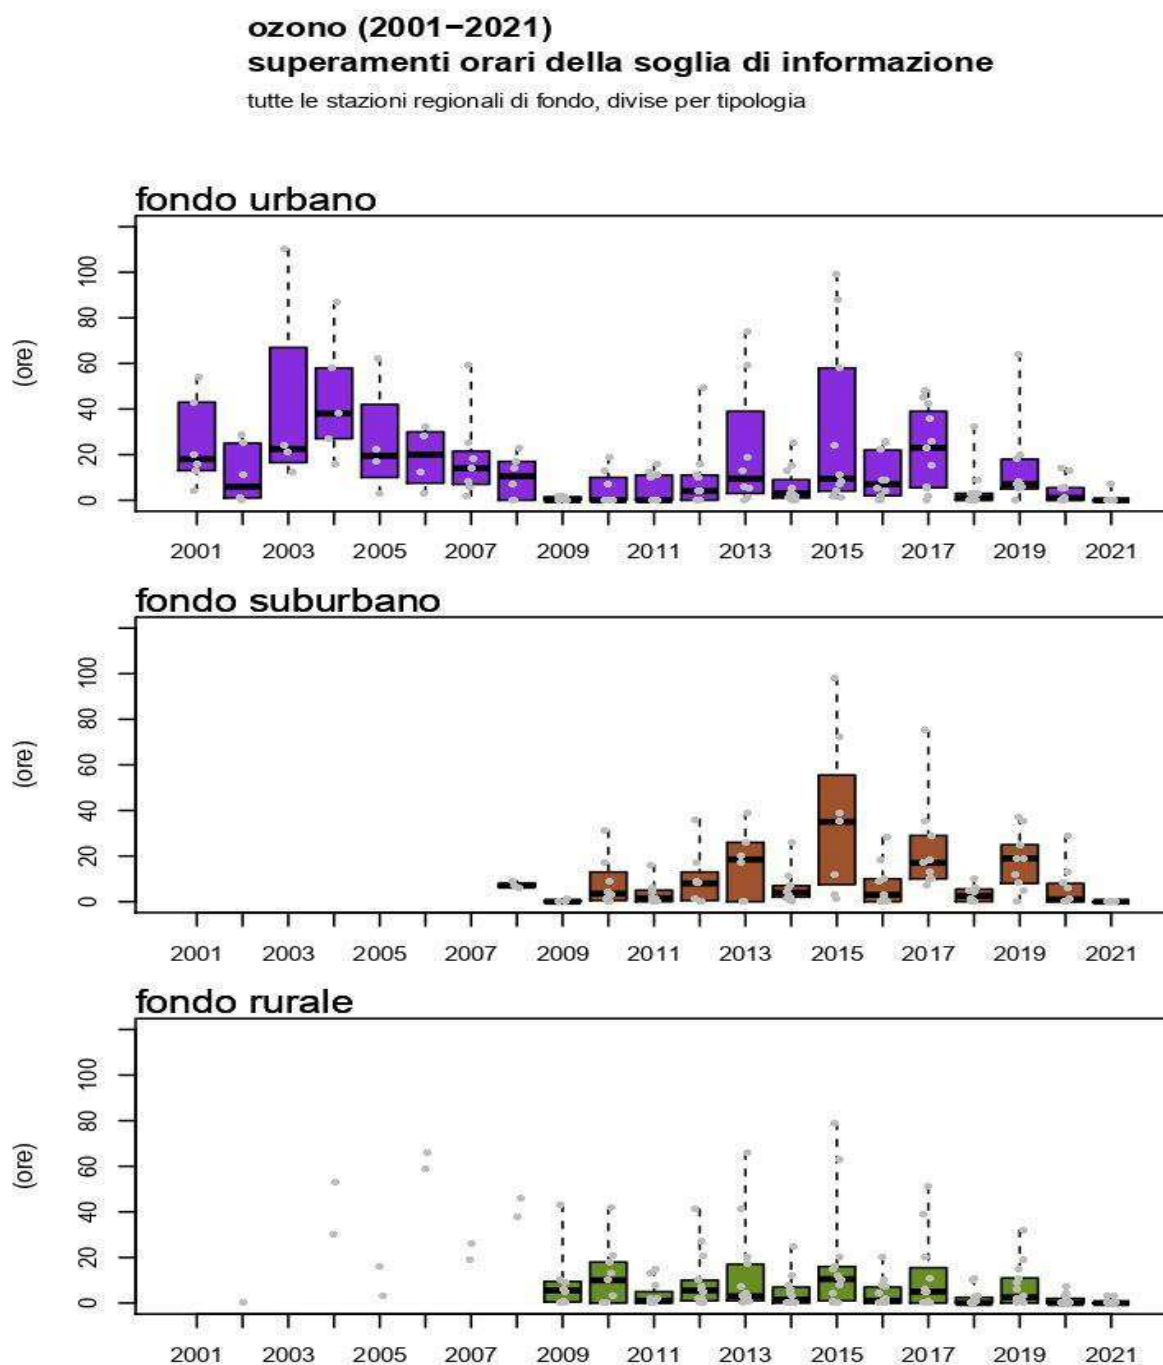 ozono (2001−2021)
superamenti orari della soglia di informazione
tutte le stazioni regionali di fondo, divise per tipologia
fondo urbano
(ore)
100
80
60
40
20
0
2001 2003 2005 2007 2009 2011 2013 2015 2017 2019 2021
fondo suburbano
(ore)
100
80
60
40
20
0
2001 2003 2005 2007 2009 2011 2013 2015 2017 2019 2021
fondo rurale
(ore)
100
80
60
40
20
0
2001 2003 2005 2007 2009 2011 2013 2015 2017 2019 2021